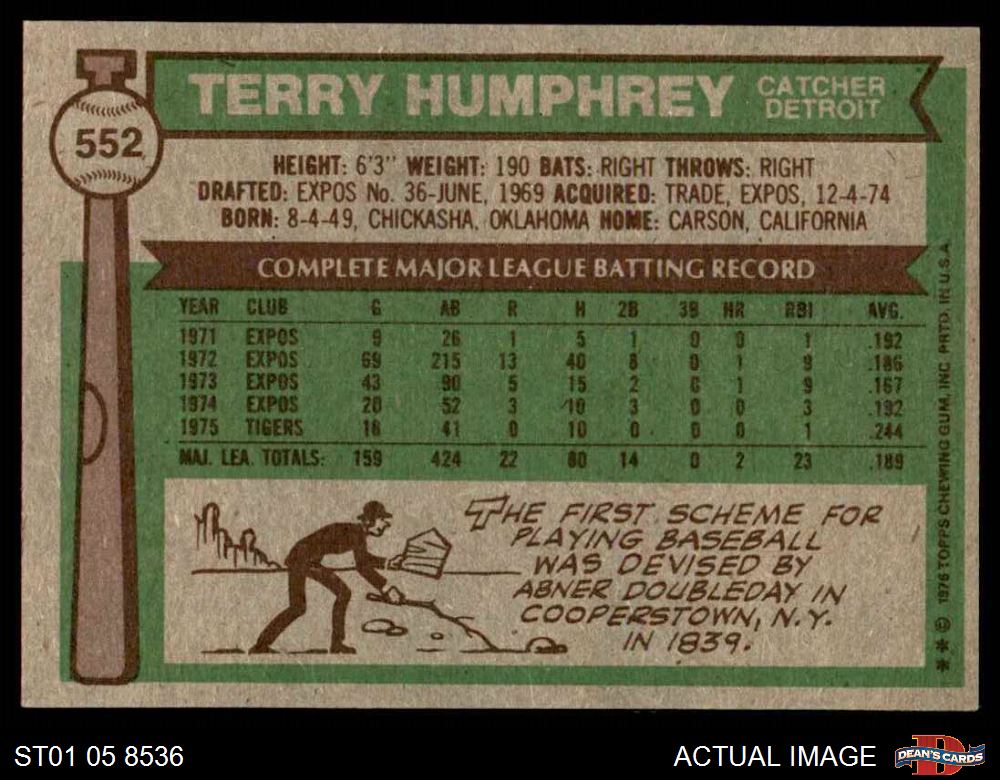 552
TERRY HUMPHREY
CATCHER
DETROIT
HEIGHT: 6'3" WEIGHT: 190 BATS: RIGHT THROWS: RIGHT
DRAFTED: EXPOS No. 36-JUNE, 1969 ACQUIRED: TRADE, EXPOS, 12-4-74
BORN: 8-4-49, CHICKASHA, OKLAHOMA HOME: CARSON, CALIFORNIA
COMPLETE MAJOR LEAGUE BATTING RECORD
YEAR CLUB G AB R H 2B 3B HR RBI AVG.
1971 EXPOS 9 26 1 5 1 0 0 1 .192
1972 EXPOS 69 215 13 40 8 0 1 9 .186
1973 EXPOS 43 90 5 15 2 0 1 9 .167
1974 EXPOS 20 52 3 10 3 0 0 3 .192
1975 TIGERS 18 41 0 10 0 0 0 1 .244
MAJ. LEA. TOTALS: 159 424 22 80 14 0 2 23 .189
THE FIRST SCHEME FOR
PLAYING BASEBALL
WAS DEVISED BY
ABNER DOUBLEDAY IN
COOPERSTOWN, N.Y.
IN 1839.
** © 1976 TOPPS CHEWING GUM, INC PRTD. IN U.S.A.
ST01 05 8536
ACTUAL IMAGE
D
DEAN'S CARDS